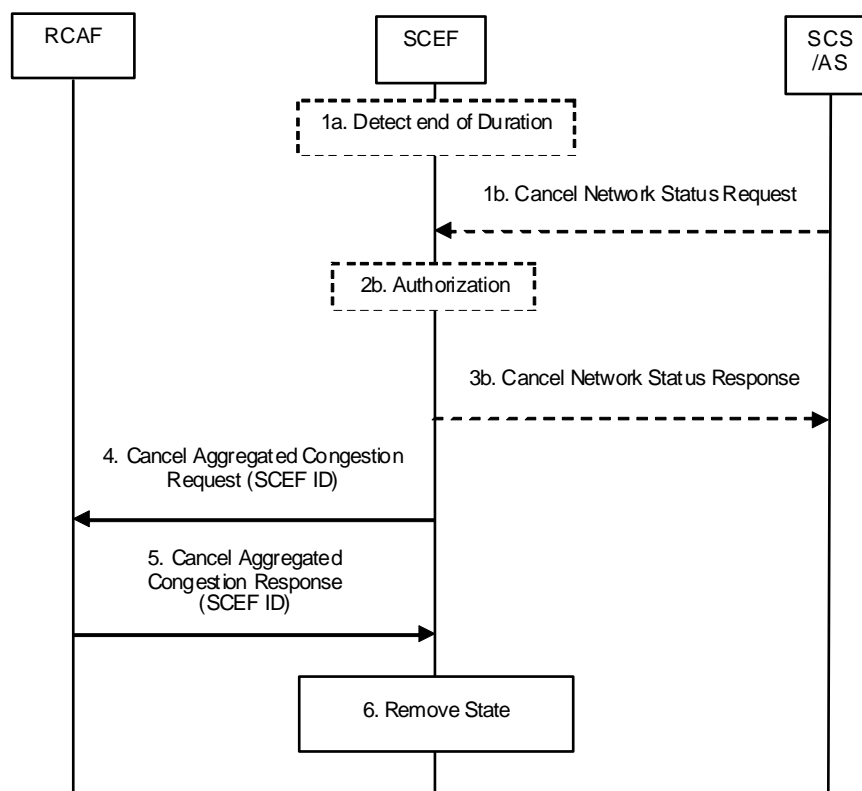 RCAF
SCEF
SCS
/AS
1a. Detect end of Duration
1b. Cancel Network Status Request
2b. Authorization
3b. Cancel Network Status Response
4. Cancel Aggregated Congestion
Request (SCEF ID)
5. Cancel Aggregated
Congestion Response
(SCEF ID)
6. Remove State